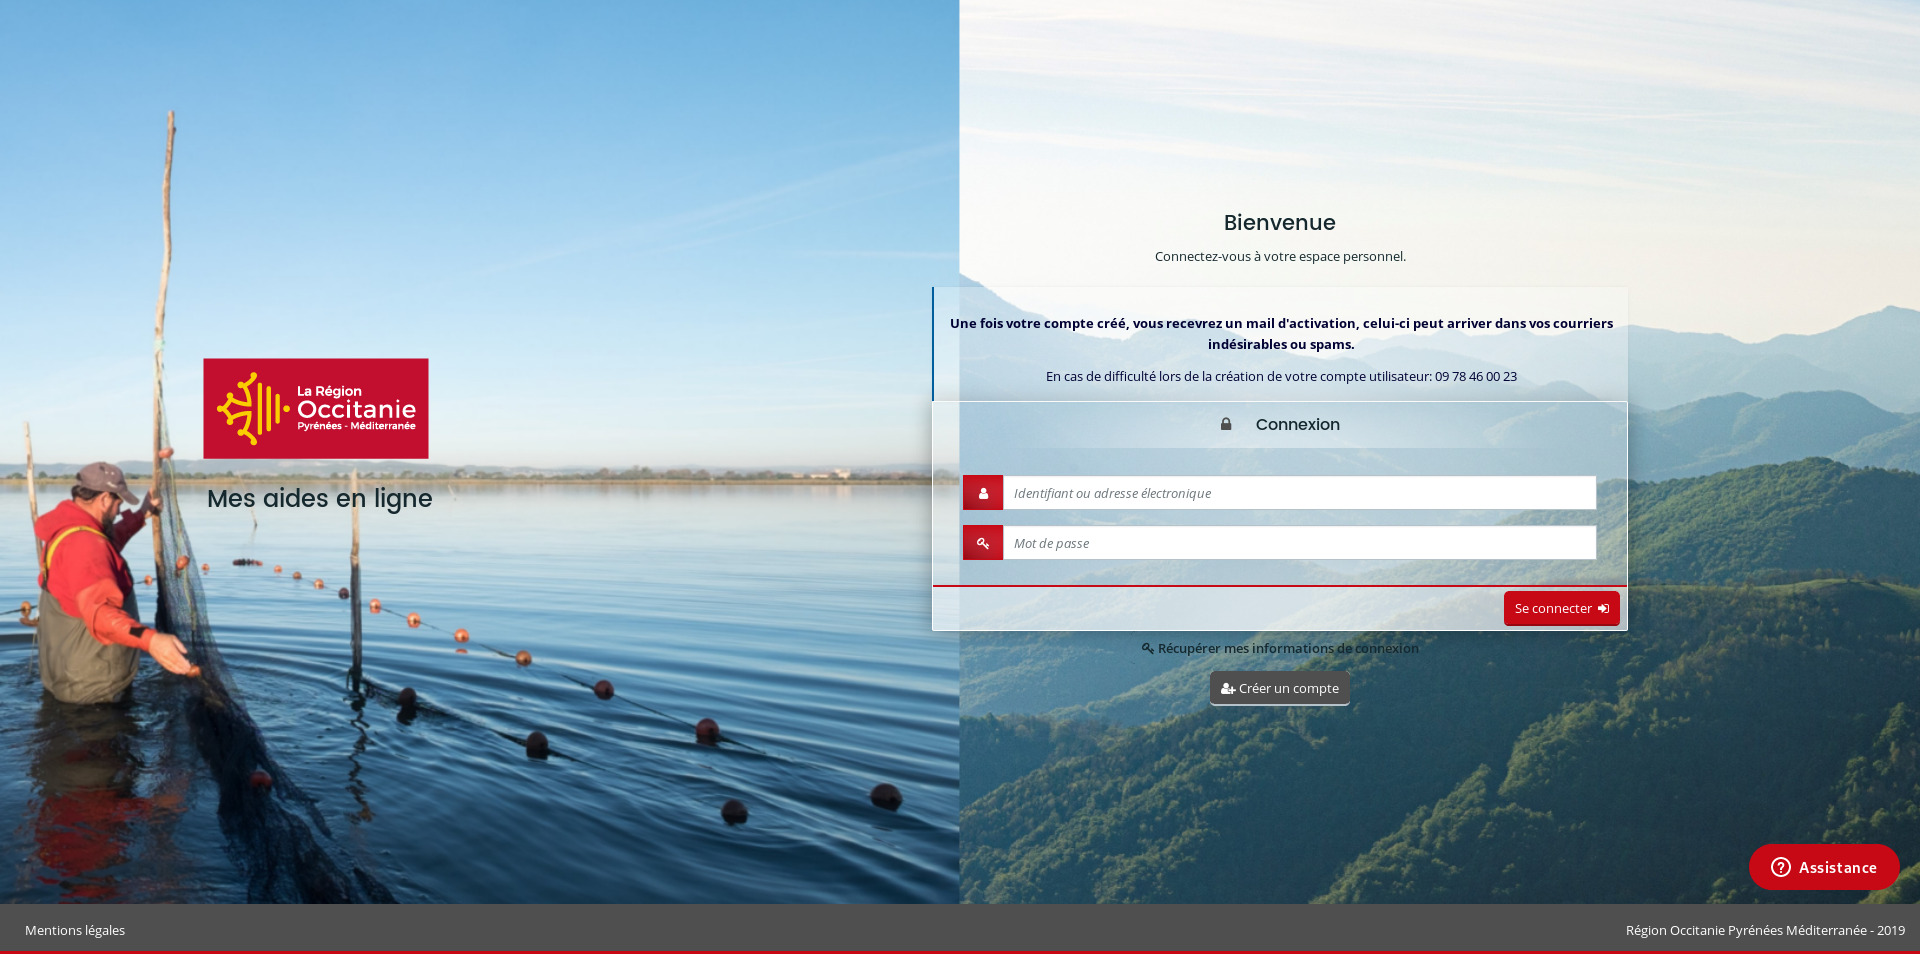 La Région
Occitanie
Pyrénées - Méditerranée
Mes aides en ligne
Bienvenue
Connectez-vous à votre espace personnel.
Une fois votre compte créé, vous recevrez un mail d'activation, celui-ci peut arriver dans vos courriers
indésirables ou spams.
En cas de difficulté lors de la création de votre compte utilisateur: 09 78 46 00 23
Connexion
Identifiant ou adresse électronique
Mot de passe
Se connecter
Récupérer mes informations de connexion
Créer un compte
Assistance
Mentions légales
Région Occitanie Pyrénées Méditerranée - 2019